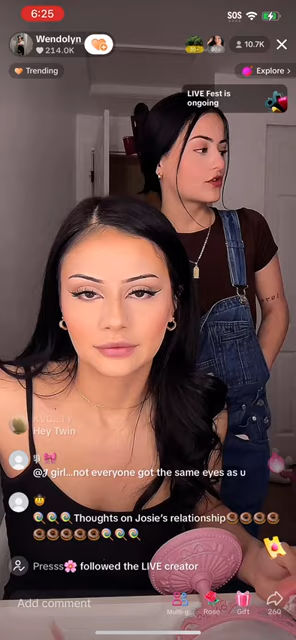 6:25
SOS
Wendolyn
214.0K
10.7K
Trending
Explore >
LIVE Fest is
ongoing
Hey Twin
@J girl...not everyone got the same eyes as u
Thoughts on Josie's relationship
Presss🌸 followed the LIVE creator
Add comment
Multi-g...
Rose
Gift
260